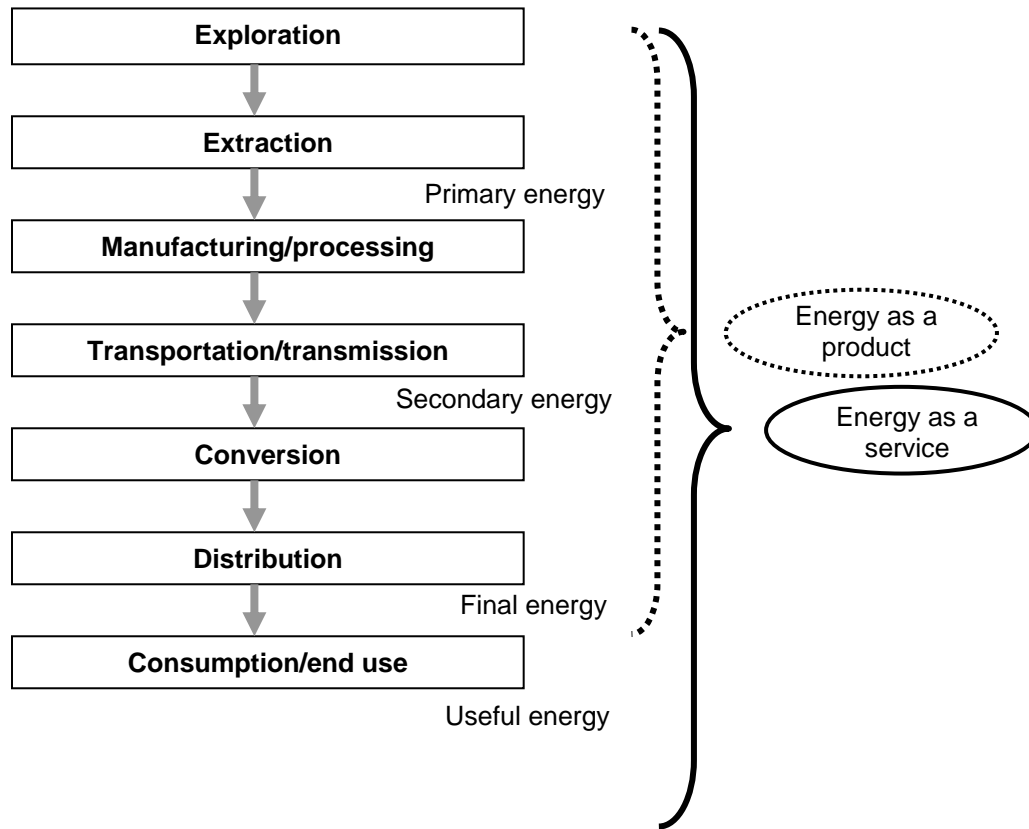 Exploration
Extraction
Primary energy
Manufacturing/processing
Transportation/transmission
Secondary energy
Conversion
Distribution
Final energy
Consumption/end use
Useful energy
Energy as a
product
Energy as a
service